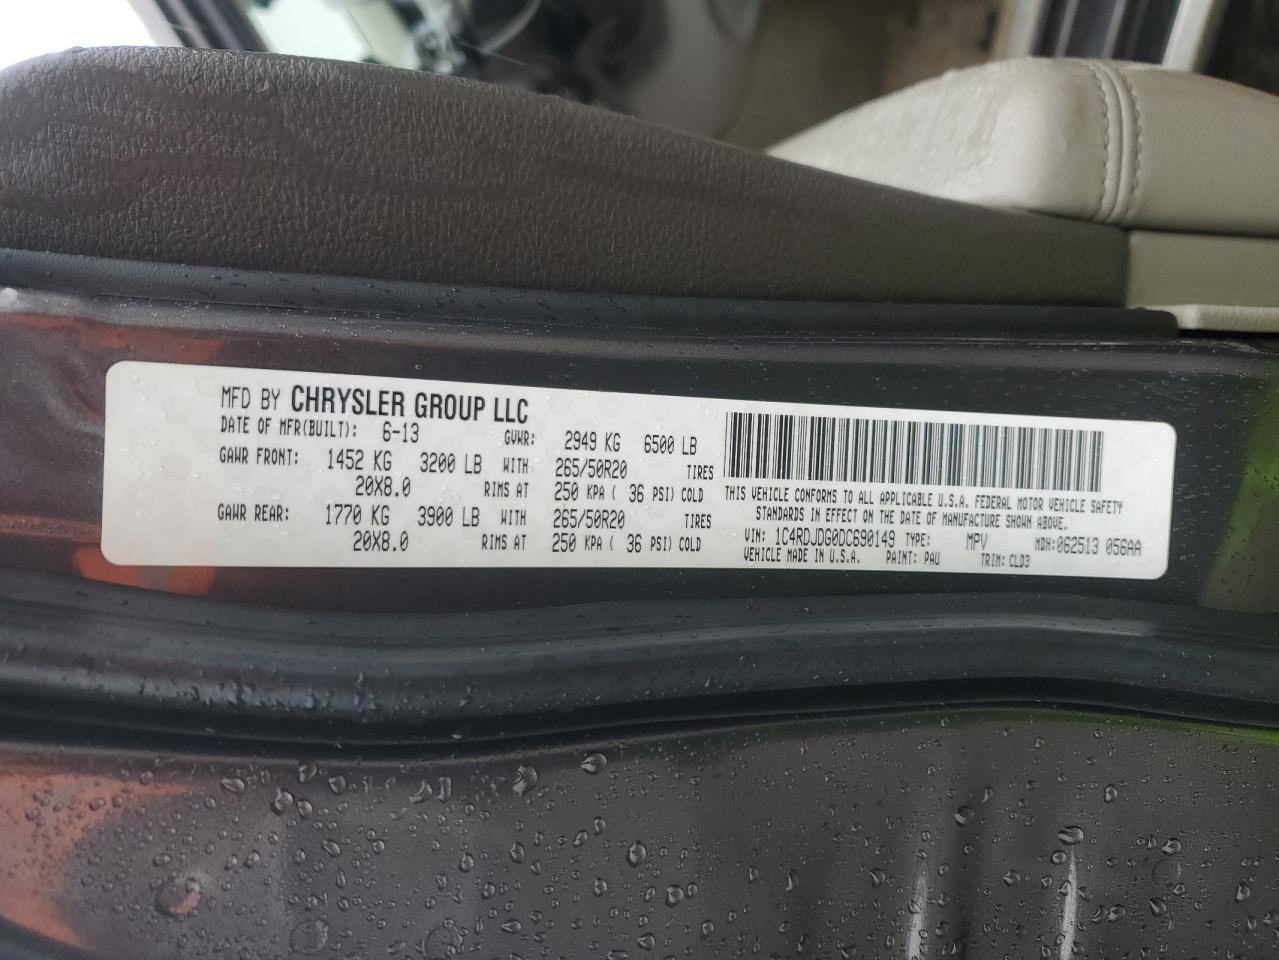 MFD BY CHRYSLER GROUP LLC
DATE OF MFR(BUILT): 6-13 GVWR: 2949 KG 6500 LB
GAWR FRONT: 1452 KG 3200 LB WITH 265/50R20 TIRES
20X8.0 RIMS AT 250 KPA ( 36 PSI) COLD
GAWR REAR: 1770 KG 3900 LB WITH 265/50R20 TIRES
20X8.0 RIMS AT 250 KPA ( 36 PSI) COLD
THIS VEHICLE CONFORMS TO ALL APPLICABLE U.S.A. FEDERAL MOTOR VEHICLE SAFETY
STANDARDS IN EFFECT ON THE DATE OF MANUFACTURE SHOWN ABOVE.
VIN: 1C4RDJDG0DC690149 TYPE: MPV MDH:062513 056AA
VEHICLE MADE IN U.S.A. PAINT: PAU TRIM: CLD3